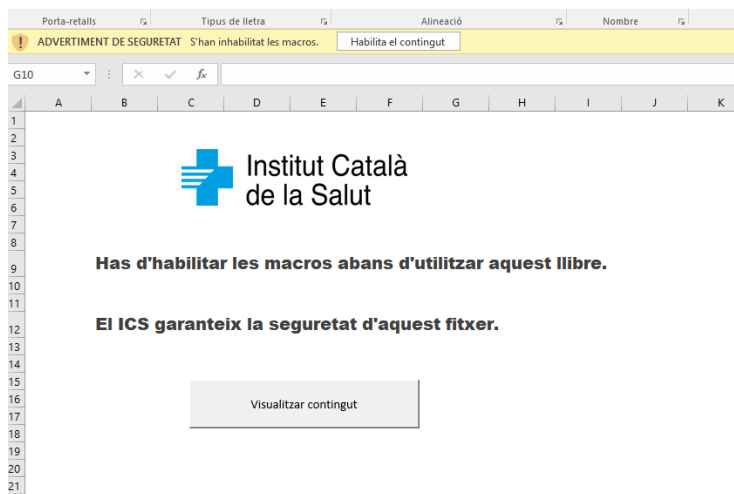 Porta-retalls Tipus de lletra Alineació Nombre
ADVERTIMENT DE SEGURETAT S'han inhabilitat les macros. Habilita el contingut
G10 fx
A B C D E F G H I J K
1
2
3
4
5
6
7
8
9
10
11
12
13
14
15
16
17
18
19
20
21
Institut Català
de la Salut
Has d'habilitar les macros abans d'utilitzar aquest llibre.
El ICS garanteix la seguretat d'aquest fitxer.
Visualitzar contingut